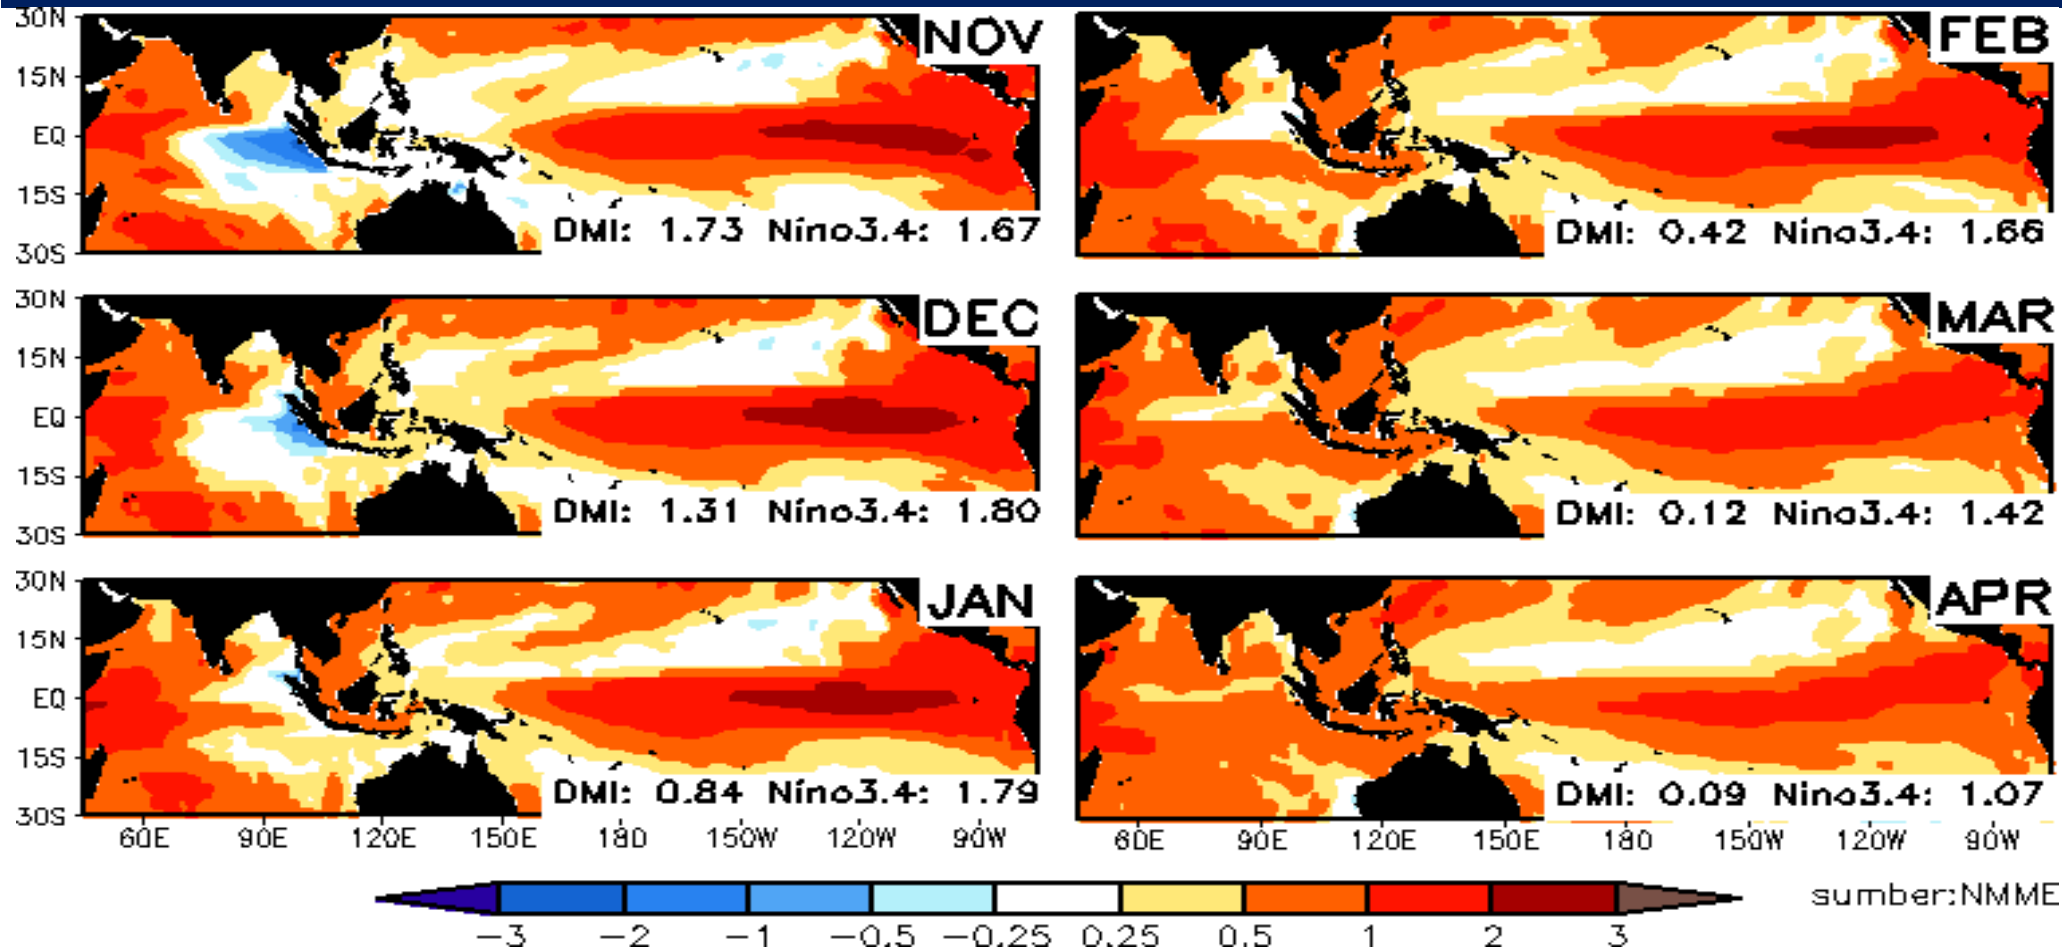 30N
15N
EQ
15S
30S
NOV
DMI: 1.73 Nino3.4: 1.67
30N
15N
EQ
15S
30S
DEC
DMI: 1.31 Nino3.4: 1.80
30N
15N
EQ
15S
30S
JAN
DMI: 0.84 Nino3.4: 1.79
60E 90E 120E 150E 180 150W 120W 90W
FEB
DMI: 0.42 Nino3.4: 1.66
MAR
DMI: 0.12 Nino3.4: 1.42
APR
DMI: 0.09 Nino3.4: 1.07
60E 90E 120E 150E 180 150W 120W 90W
-3 -2 -1 -0.5 -0.25 0.25 0.5 1 2 3
sumber:NMME